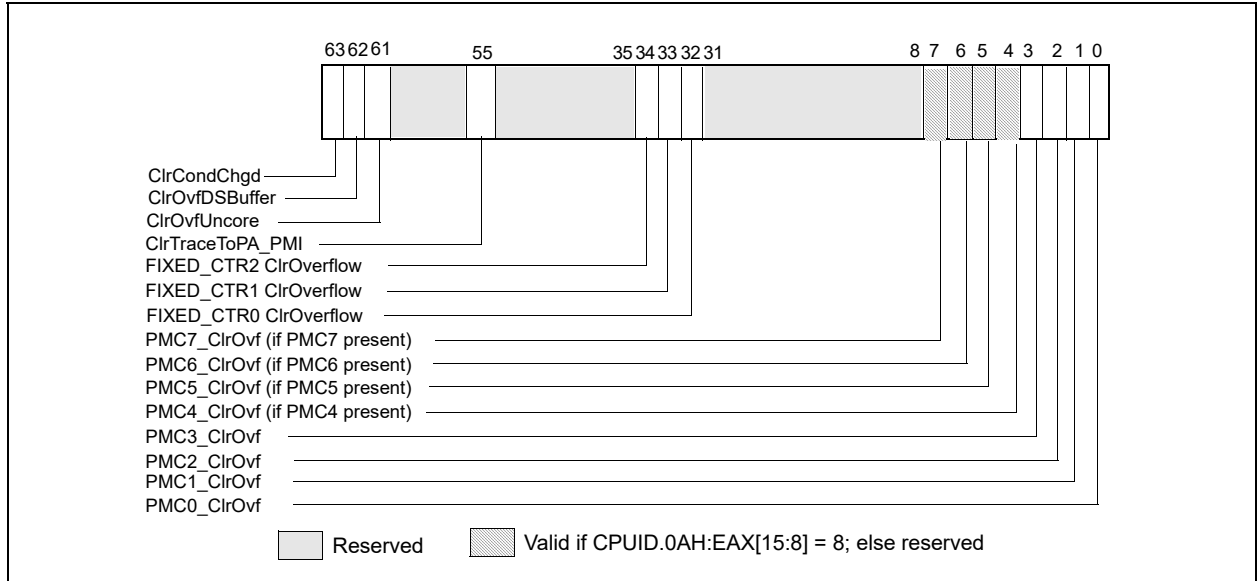 63 62 61 55 35 34 33 32 31 8 7 6 5 4 3 2 1 0
ClrCondChgd
ClrOvfDSBuffer
ClrOvfUncore
ClrTraceToPA_PMI
FIXED_CTR2 ClrOverflow
FIXED_CTR1 ClrOverflow
FIXED_CTR0 ClrOverflow
PMC7_ClrOvf (if PMC7 present)
PMC6_ClrOvf (if PMC6 present)
PMC5_ClrOvf (if PMC5 present)
PMC4_ClrOvf (if PMC4 present)
PMC3_ClrOvf
PMC2_ClrOvf
PMC1_ClrOvf
PMC0_ClrOvf
Reserved Valid if CPUID.0AH:EAX[15:8] = 8; else reserved